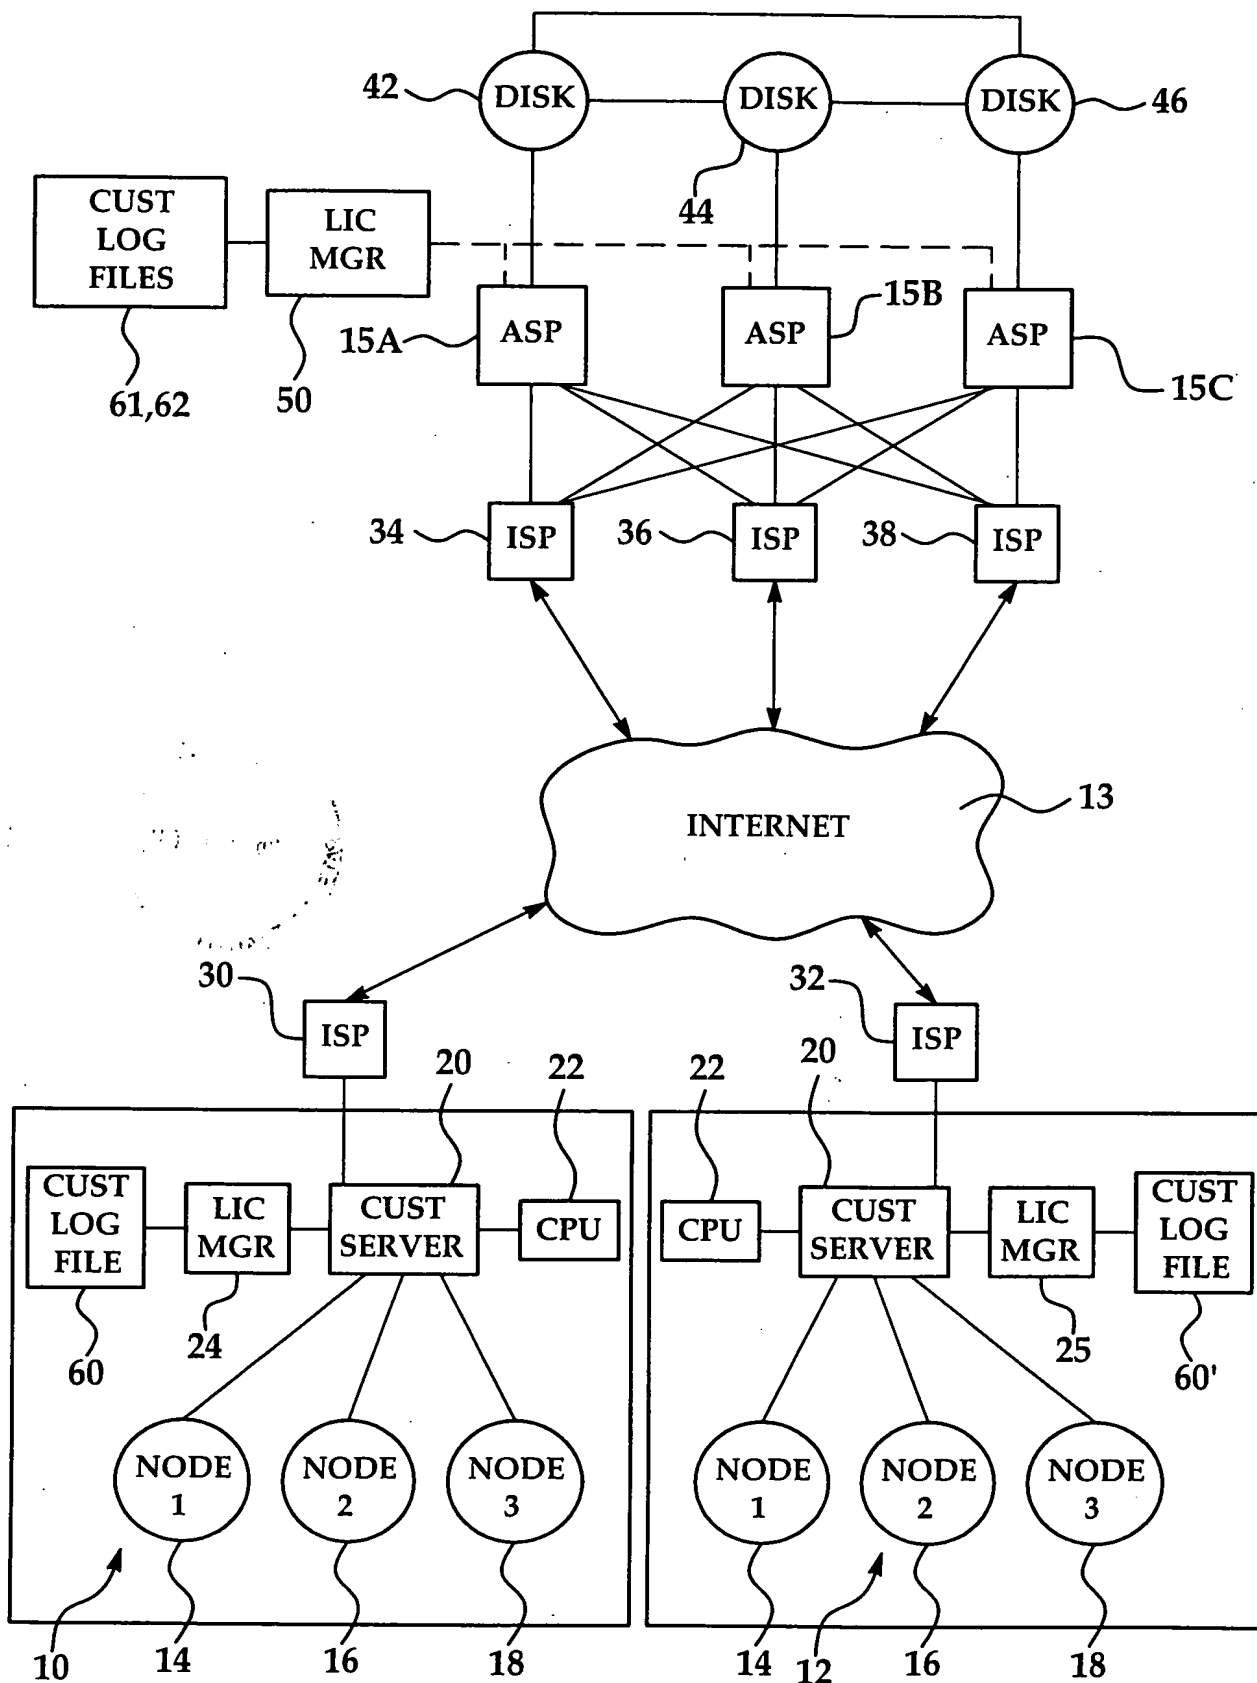 42
DISK
DISK
DISK
46
44
CUST
LOG
FILES
LIC
MGR
61,62
50
15A
ASP
ASP
15B
ASP
15C
34
ISP
36
ISP
38
ISP
INTERNET
13
30
ISP
32
ISP
20
22
22
20
CUST
LOG
FILE
LIC
MGR
CUST
SERVER
CPU
CPU
CUST
SERVER
LIC
MGR
CUST
LOG
FILE
60
24
25
60'
NODE
1
NODE
2
NODE
3
NODE
1
NODE
2
NODE
3
10
14
16
18
14
12
16
18